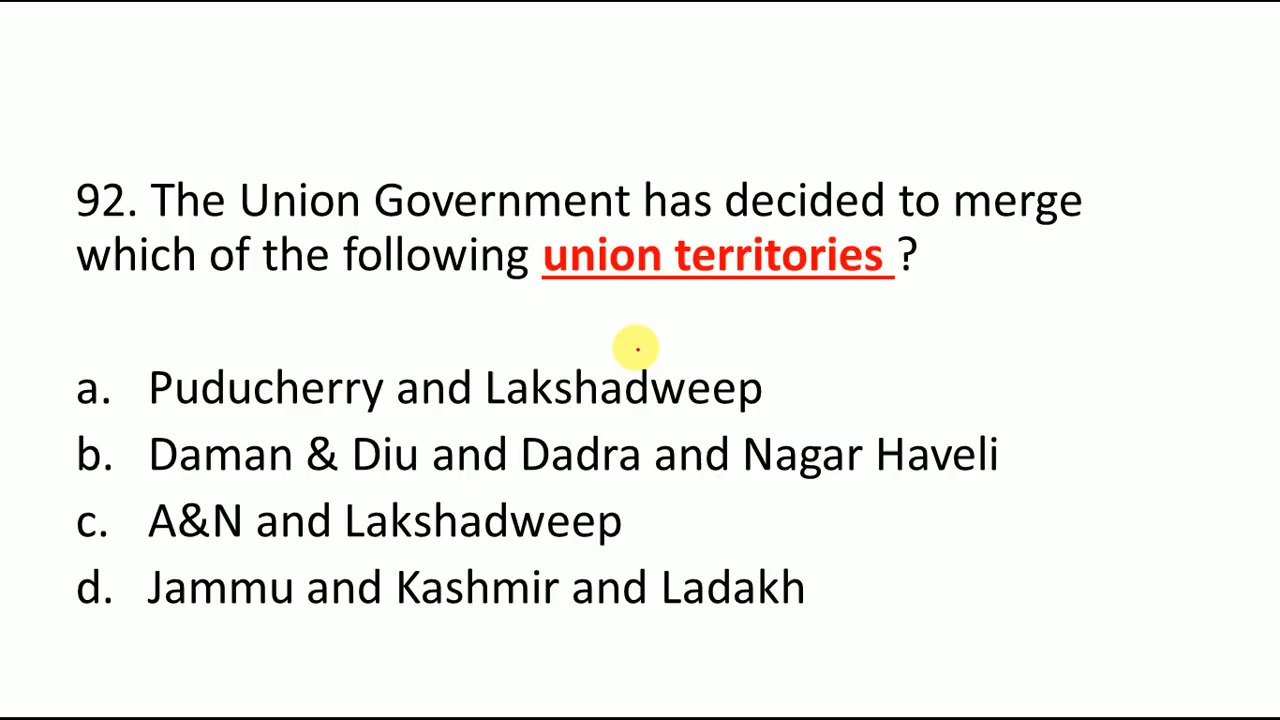 92. The Union Government has decided to merge
which of the following union territories ?
a. Puducherry and Lakshadweep
b. Daman & Diu and Dadra and Nagar Haveli
c. A&N and Lakshadweep
d. Jammu and Kashmir and Ladakh